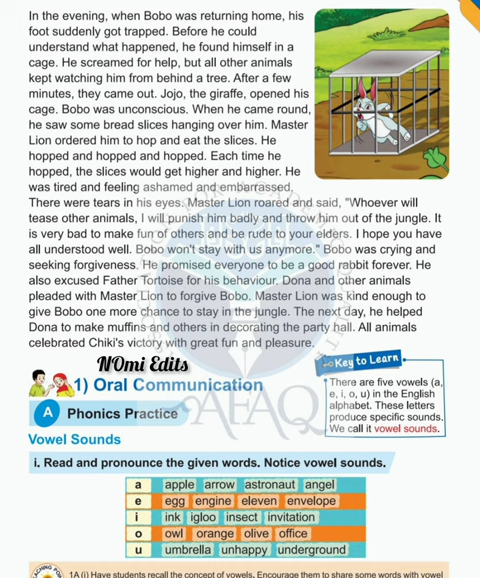 In the evening, when Bobo was returning home, his
foot suddenly got trapped. Before he could
understand what happened, he found himself in a
cage. He screamed for help, but all other animals
kept watching him from behind a tree. After a few
minutes, they came out. Jojo, the giraffe, opened his
cage. Bobo was unconscious. When he came round,
he saw some bread slices hanging over him. Master
Lion ordered him to hop and eat the slices. He
hopped and hopped and hopped. Each time he
hopped, the slices would get higher and higher. He
was tired and feeling ashamed and embarassed.
There were tears in his eyes. Master Lion roared and said, "Whoever will
tease other animals, I will punish him badly and throw him out of the jungle. It
is very bad to make fun of others and be rude to your elders. I hope you have
all understood well. Bobo won't stay with us anymore." Bobo was crying and
seeking forgiveness. He promised everyone to be a good rabbit forever. He
also excused Father Tortoise for his behaviour. Dona and other animals
pleaded with Master Lion to forgive Bobo. Master Lion was kind enough to
give Bobo one more chance to stay in the jungle. The next day, he helped
Dona to make muffins and others in decorating the party hall. All animals
celebrated Chiki's victory with great fun and pleasure.
NOmi Edits
1) Oral Communication
A Phonics Practice
Vowel Sounds
Key to Learn
There are five vowels (a,
e, i, o, u) in the English
alphabet. These letters
produce specific sounds.
We call it vowel sounds.
AFAQ
i. Read and pronounce the given words. Notice vowel sounds.
a apple arrow astronaut angel
e egg engine eleven envelope
i ink igloo insect invitation
o owl orange olive office
u umbrella unhappy underground
1A (i) Have students recall the concept of vowels. Encourage them to share some words with vowel